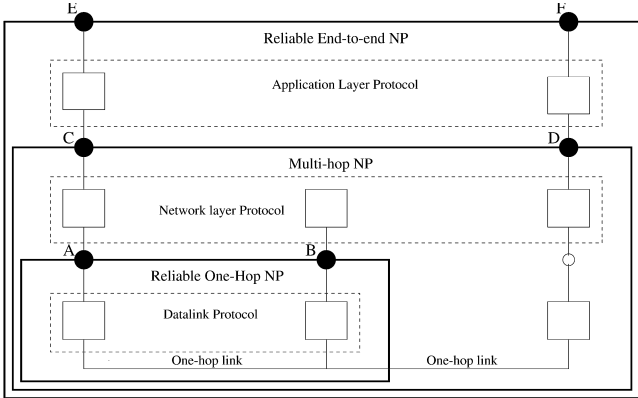 E F
Reliable End-to-end NP
Application Layer Protocol
C D
Multi-hop NP
Network layer Protocol
A B
Reliable One-Hop NP
Datalink Protocol
One-hop link One-hop link